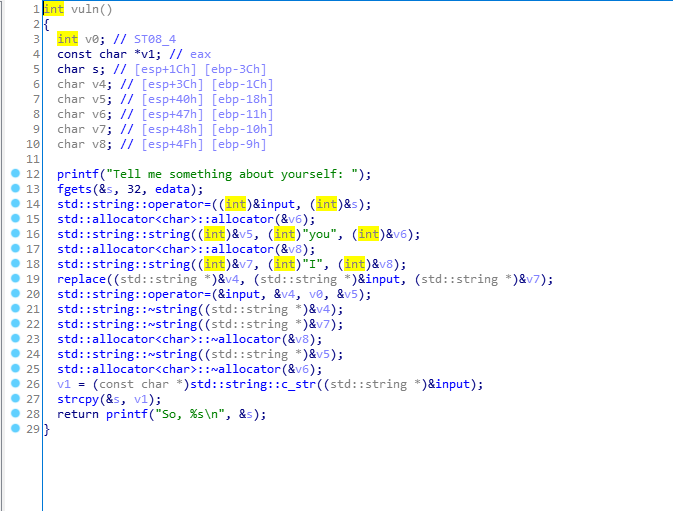 1 int vuln()
2 {
3 int v0; // ST08_4
4 const char *v1; // eax
5 char s; // [esp+1Ch] [ebp-3Ch]
6 char v4; // [esp+3Ch] [ebp-1Ch]
7 char v5; // [esp+40h] [ebp-18h]
8 char v6; // [esp+47h] [ebp-11h]
9 char v7; // [esp+48h] [ebp-10h]
10 char v8; // [esp+4Fh] [ebp-9h]
11
12 printf("Tell me something about yourself: ");
13 fgets(&s, 32, edata);
14 std::string::operator=((int)&input, (int)&s);
15 std::allocator<char>::allocator(&v6);
16 std::string::string((int)&v5, (int)"you", (int)&v6);
17 std::allocator<char>::allocator(&v8);
18 std::string::string((int)&v7, (int)"I", (int)&v8);
19 replace((std::string *)&v4, (std::string *)&input, (std::string *)&v7);
20 std::string::operator=(&input, &v4, v0, &v5);
21 std::string::~string((std::string *)&v4);
22 std::string::~string((std::string *)&v7);
23 std::allocator<char>::~allocator(&v8);
24 std::string::~string((std::string *)&v5);
25 std::allocator<char>::~allocator(&v6);
26 v1 = (const char *)std::string::c_str((std::string *)&input);
27 strcpy(&s, v1);
28 return printf("So, %s\n", &s);
29 }